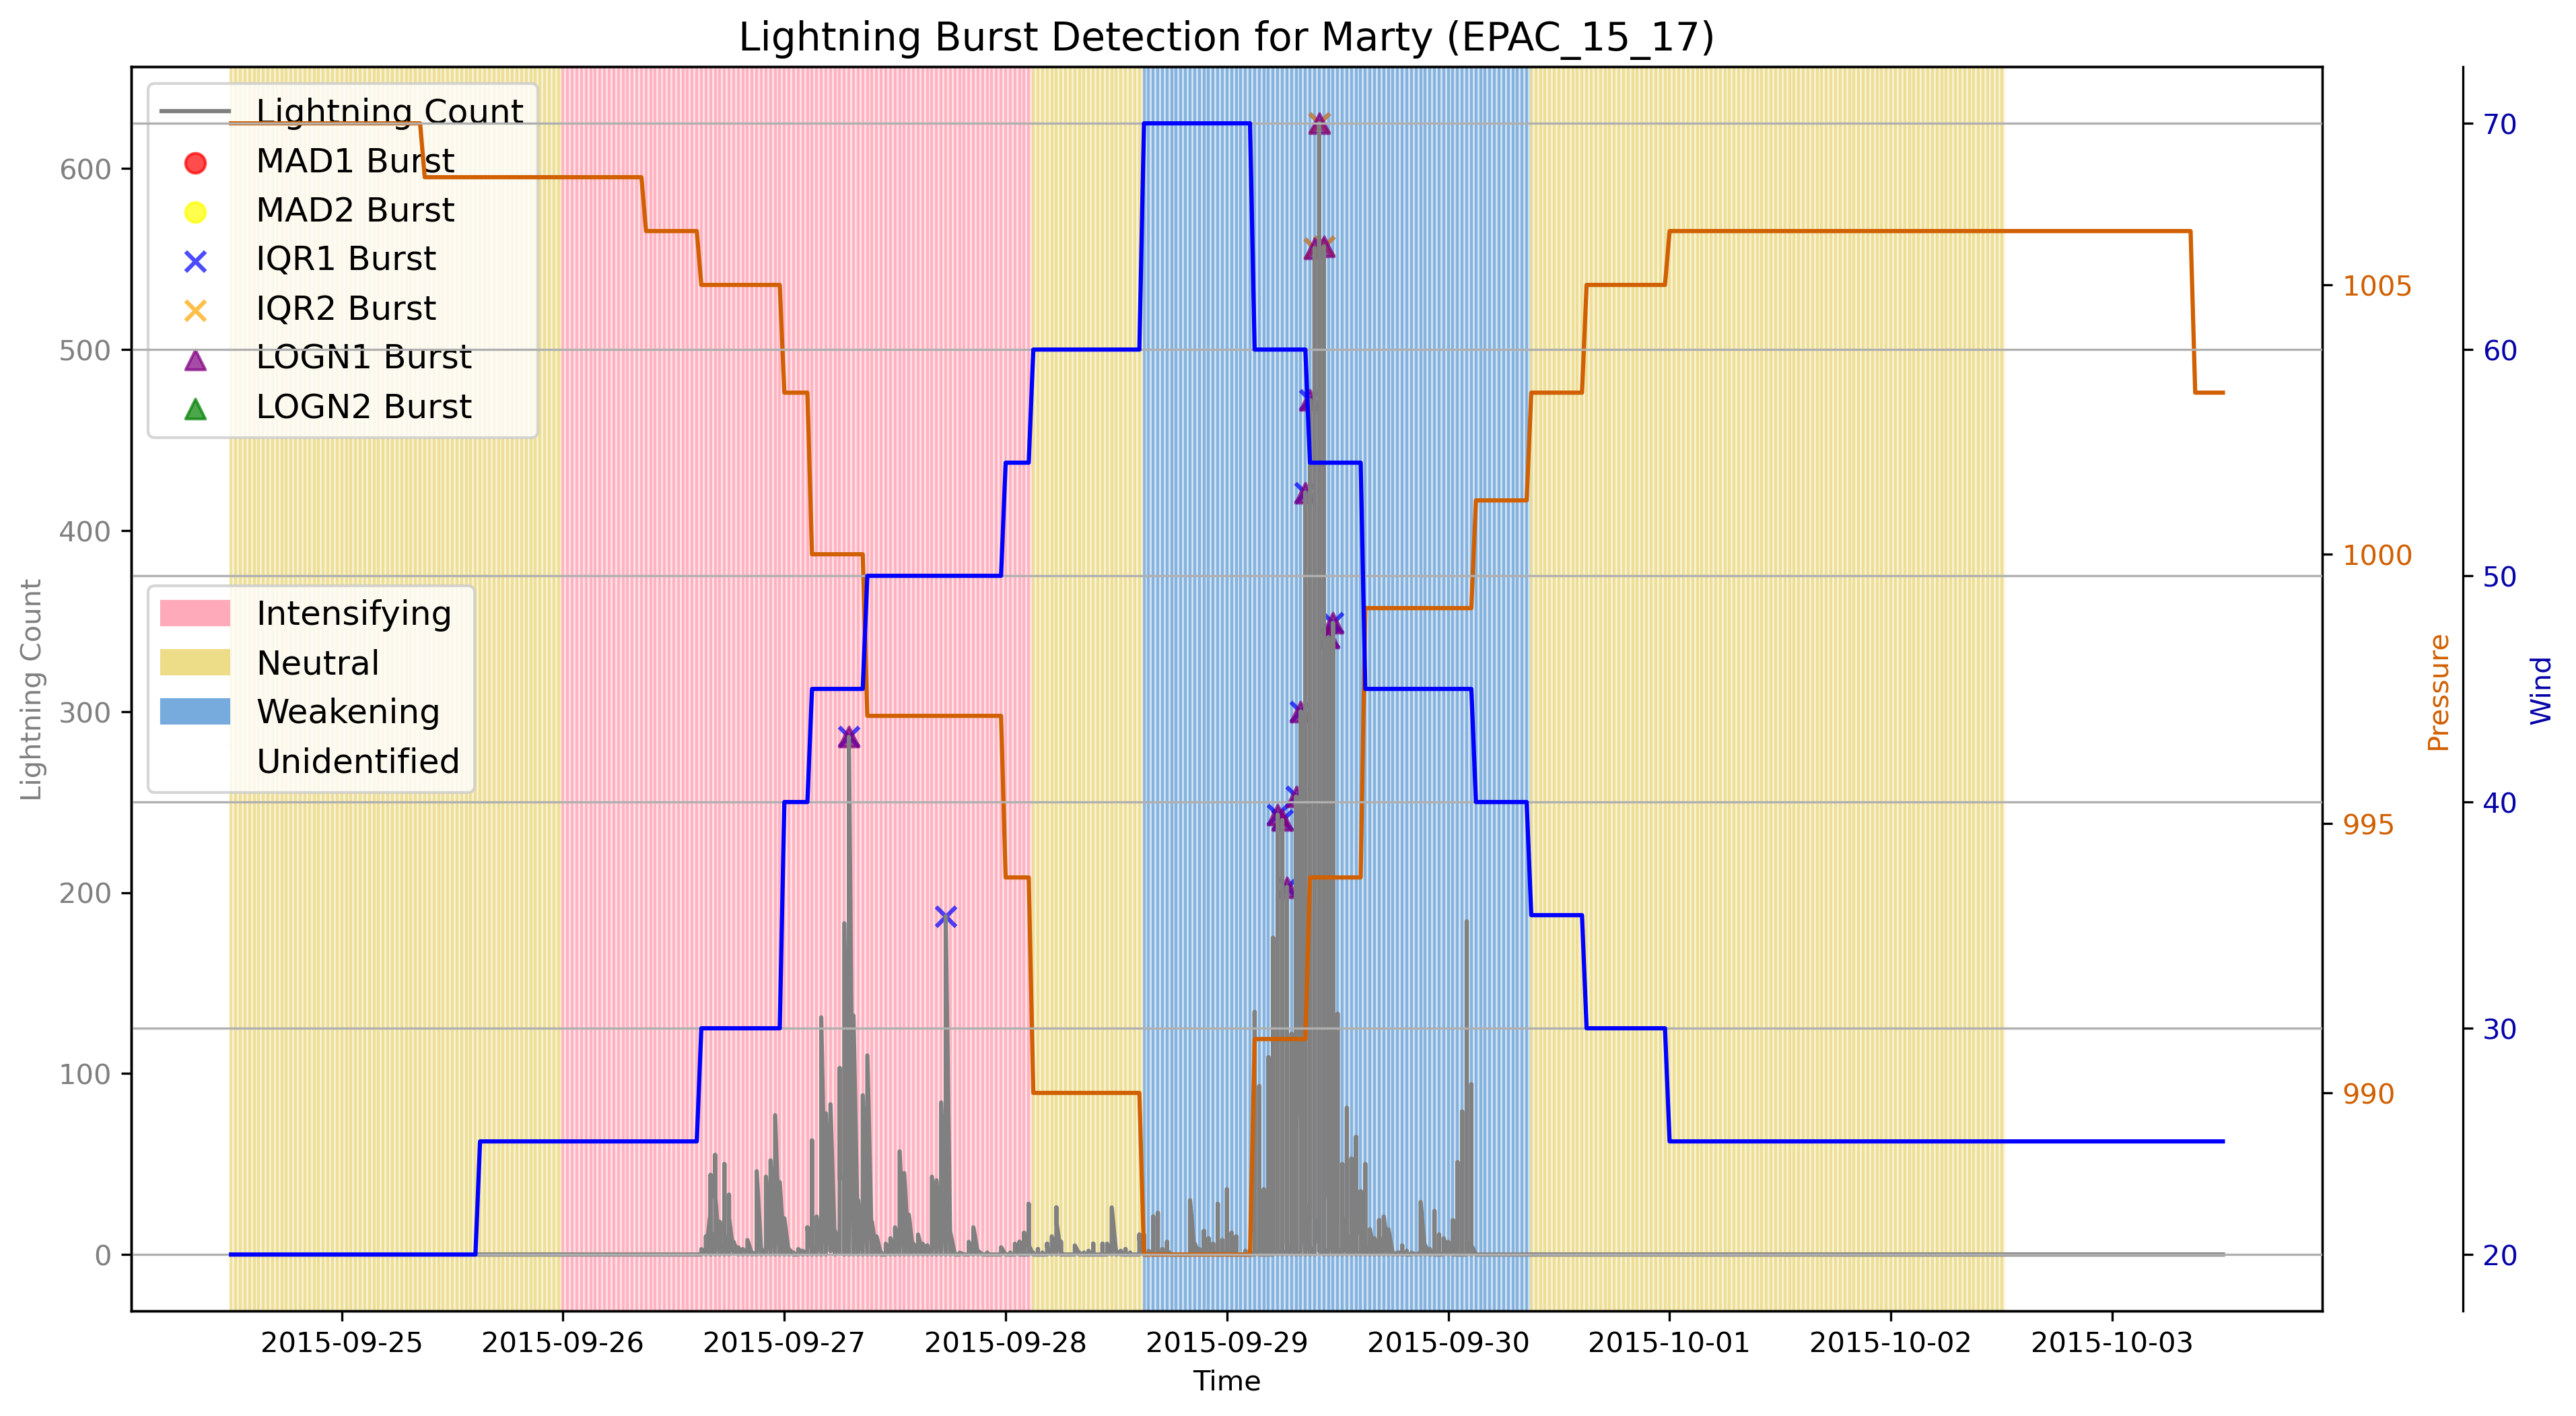 Lightning Burst Detection for Marty (EPAC_15_17)
Lightning Count
MAD1 Burst
MAD2 Burst
IQR1 Burst
IQR2 Burst
LOGN1 Burst
LOGN2 Burst
Intensifying
Neutral
Weakening
Unidentified
Lightning Count
600
500
400
300
200
100
0
1005
1000
995
990
Pressure
70
60
50
40
30
20
Wind
2015-09-25
2015-09-26
2015-09-27
2015-09-28
2015-09-29
2015-09-30
2015-10-01
2015-10-02
2015-10-03
Time